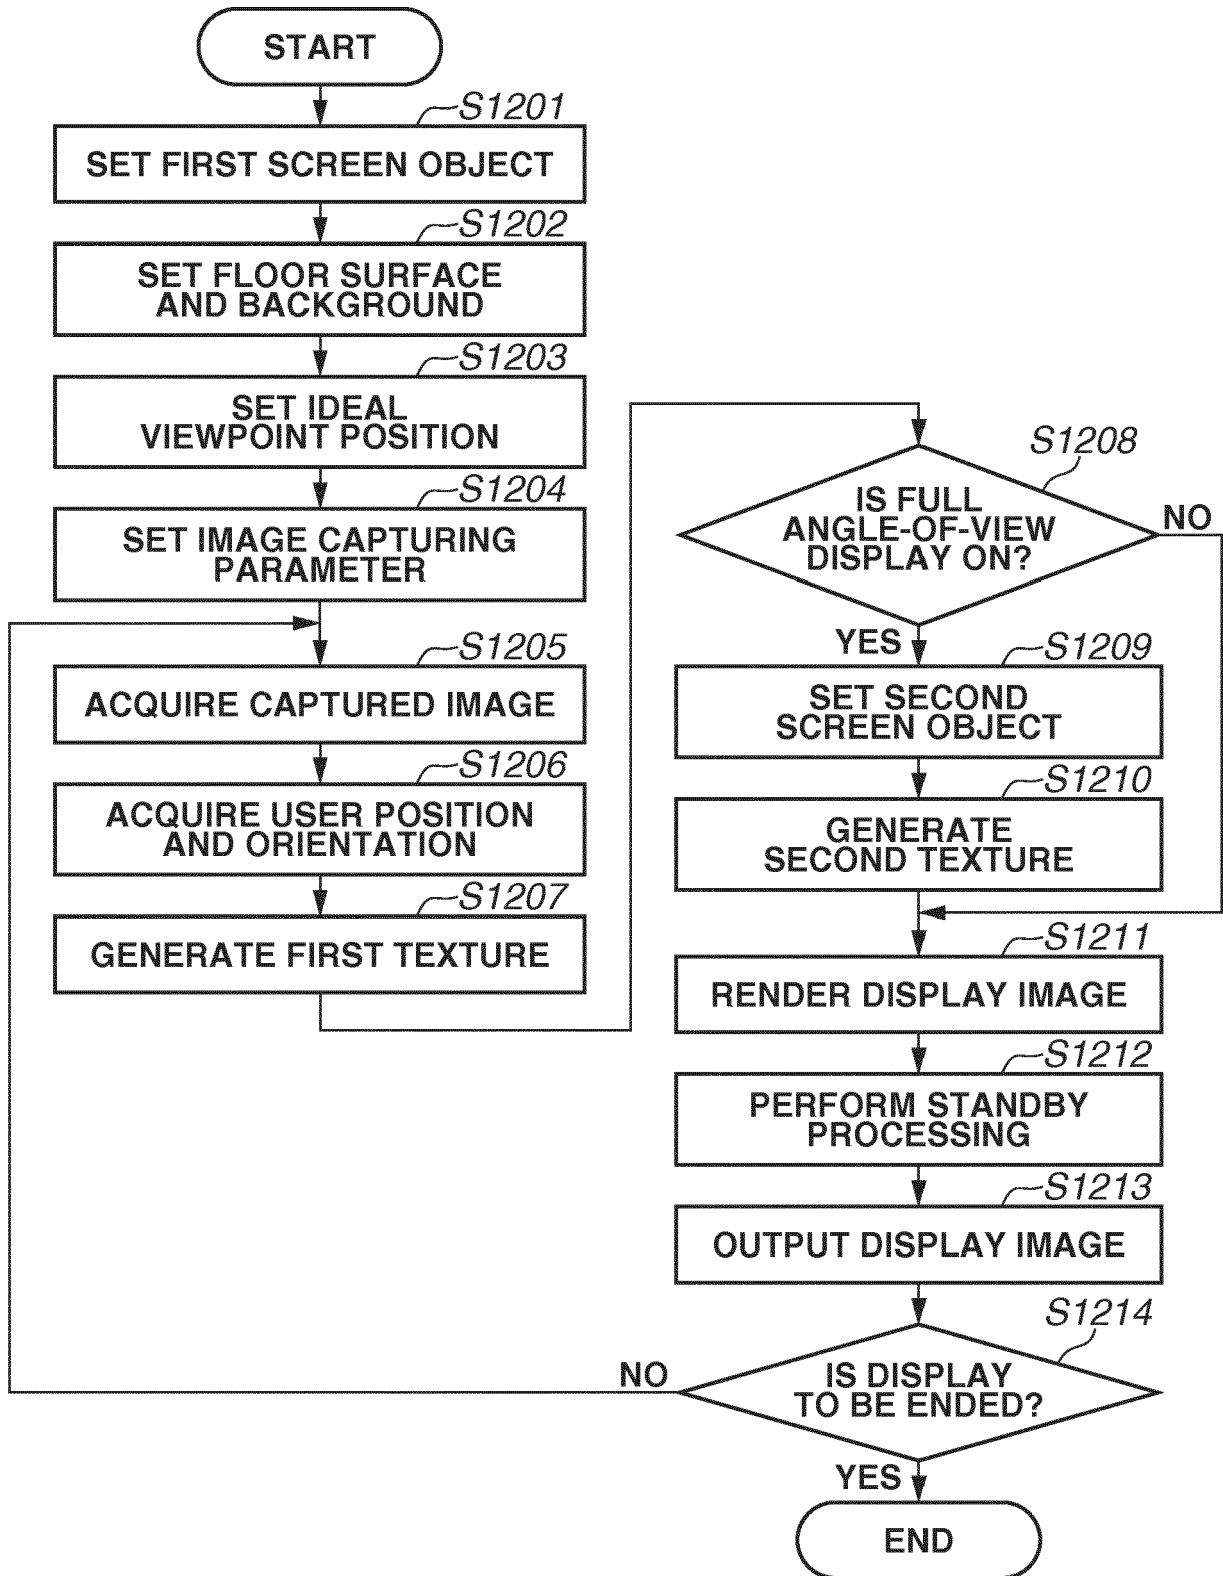 START
S1201
SET FIRST SCREEN OBJECT
S1202
SET FLOOR SURFACE
AND BACKGROUND
S1203
SET IDEAL
VIEWPOINT POSITION
S1204
SET IMAGE CAPTURING
PARAMETER
S1205
ACQUIRE CAPTURED IMAGE
S1206
ACQUIRE USER POSITION
AND ORIENTATION
S1207
GENERATE FIRST TEXTURE
S1208
IS FULL
ANGLE-OF-VIEW
DISPLAY ON?
NO
YES
S1209
SET SECOND
SCREEN OBJECT
S1210
GENERATE
SECOND TEXTURE
S1211
RENDER DISPLAY IMAGE
S1212
PERFORM STANDBY
PROCESSING
S1213
OUTPUT DISPLAY IMAGE
S1214
IS DISPLAY
TO BE ENDED?
NO
YES
END